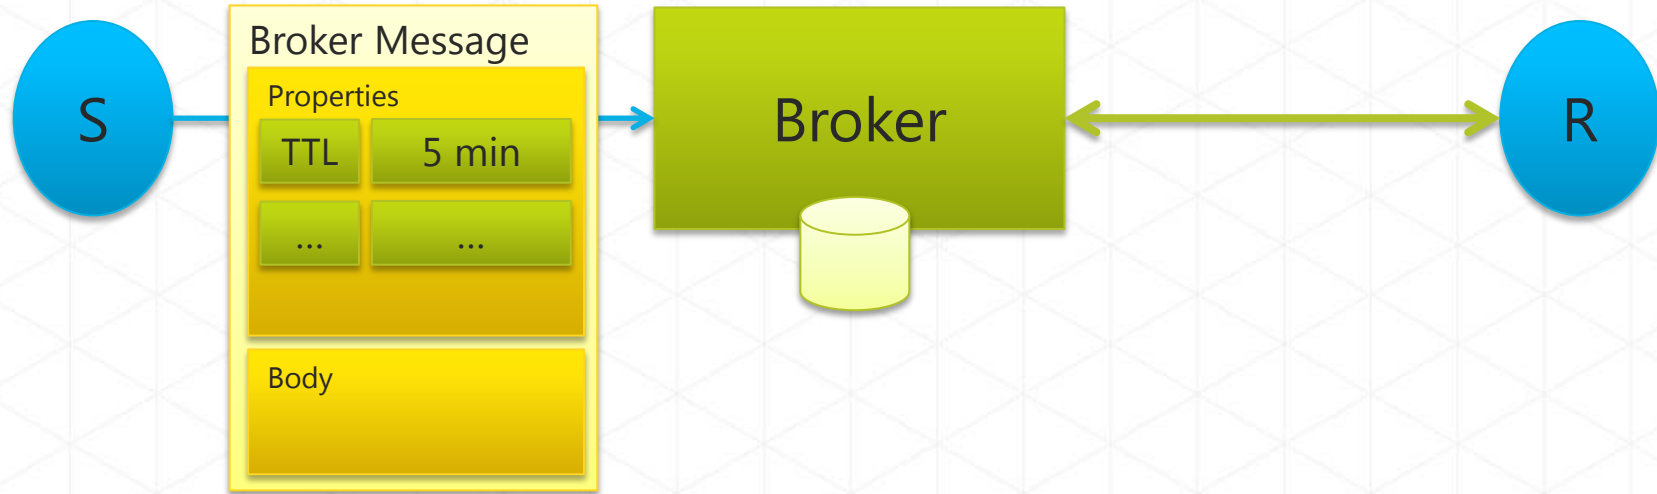 S
Broker Message
Properties
TTL 5 min
... ...
Body
Broker
R